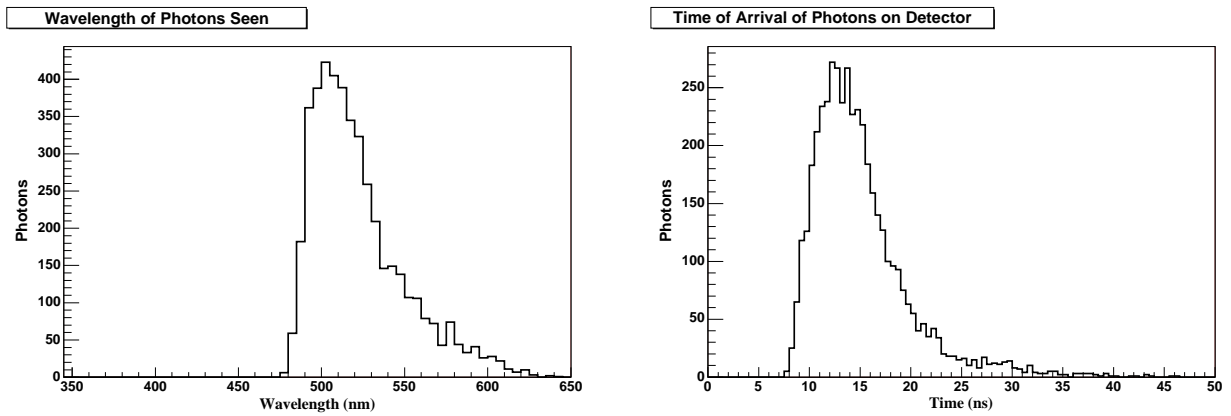 Wavelength of Photons Seen
Photons
400
350
300
250
200
150
100
50
0
350 400 450 500 550 600 650
Wavelength (nm)
Time of Arrival of Photons on Detector
Photons
250
200
150
100
50
0
0 5 10 15 20 25 30 35 40 45 50
Time (ns)